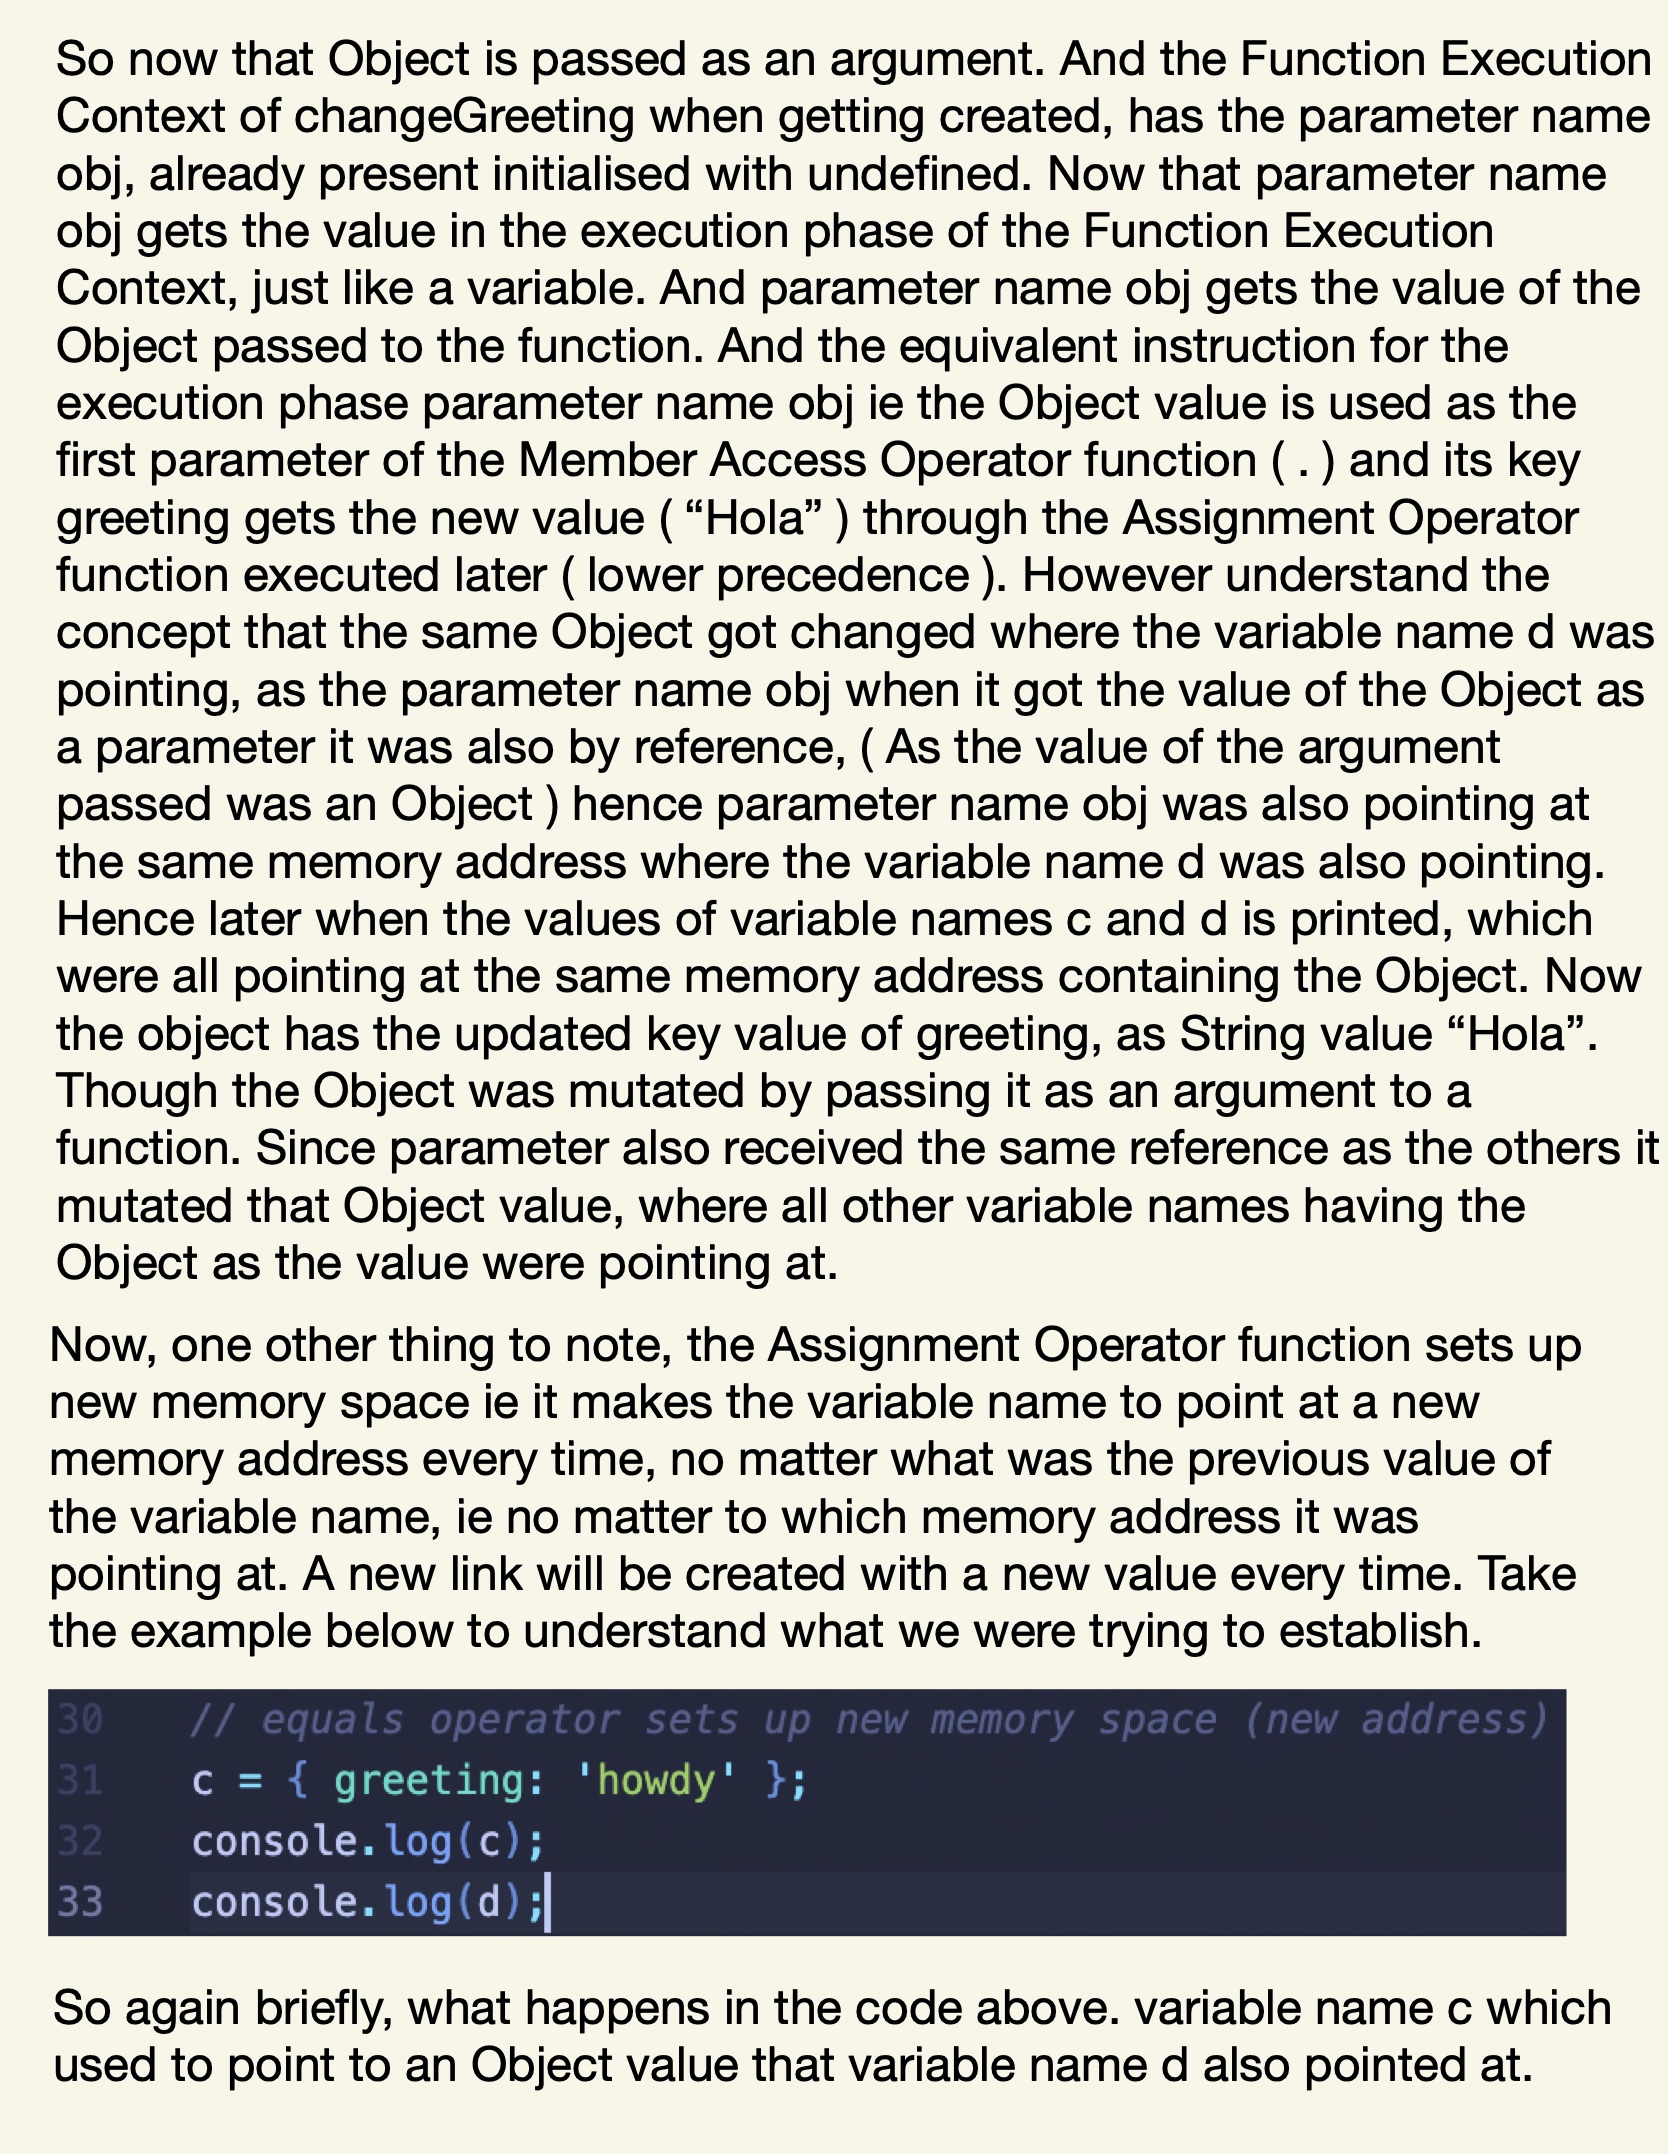 So now that Object is passed as an argument. And the Function Execution
Context of changeGreeting when getting created, has the parameter name
obj, already present initialised with undefined. Now that parameter name
obj gets the value in the execution phase of the Function Execution
Context, just like a variable. And parameter name obj gets the value of the
Object passed to the function. And the equivalent instruction for the
execution phase parameter name obj ie the Object value is used as the
first parameter of the Member Access Operator function ( . ) and its key
greeting gets the new value ( “Hola” ) through the Assignment Operator
function executed later ( lower precedence ). However understand the
concept that the same Object got changed where the variable name d was
pointing, as the parameter name obj when it got the value of the Object as
a parameter it was also by reference, ( As the value of the argument
passed was an Object ) hence parameter name obj was also pointing at
the same memory address where the variable name d was also pointing.
Hence later when the values of variable names c and d is printed, which
were all pointing at the same memory address containing the Object. Now
the object has the updated key value of greeting, as String value “Hola”.
Though the Object was mutated by passing it as an argument to a
function. Since parameter also received the same reference as the others it
mutated that Object value, where all other variable names having the
Object as the value were pointing at.
Now, one other thing to note, the Assignment Operator function sets up
new memory space ie it makes the variable name to point at a new
memory address every time, no matter what was the previous value of
the variable name, ie no matter to which memory address it was
pointing at. A new link will be created with a new value every time. Take
the example below to understand what we were trying to establish.
30 // equals operator sets up new memory space (new address)
31 c = { greeting: 'howdy' };
32 console.log(c);
33 console.log(d);
So again briefly, what happens in the code above. variable name c which
used to point to an Object value that variable name d also pointed at.